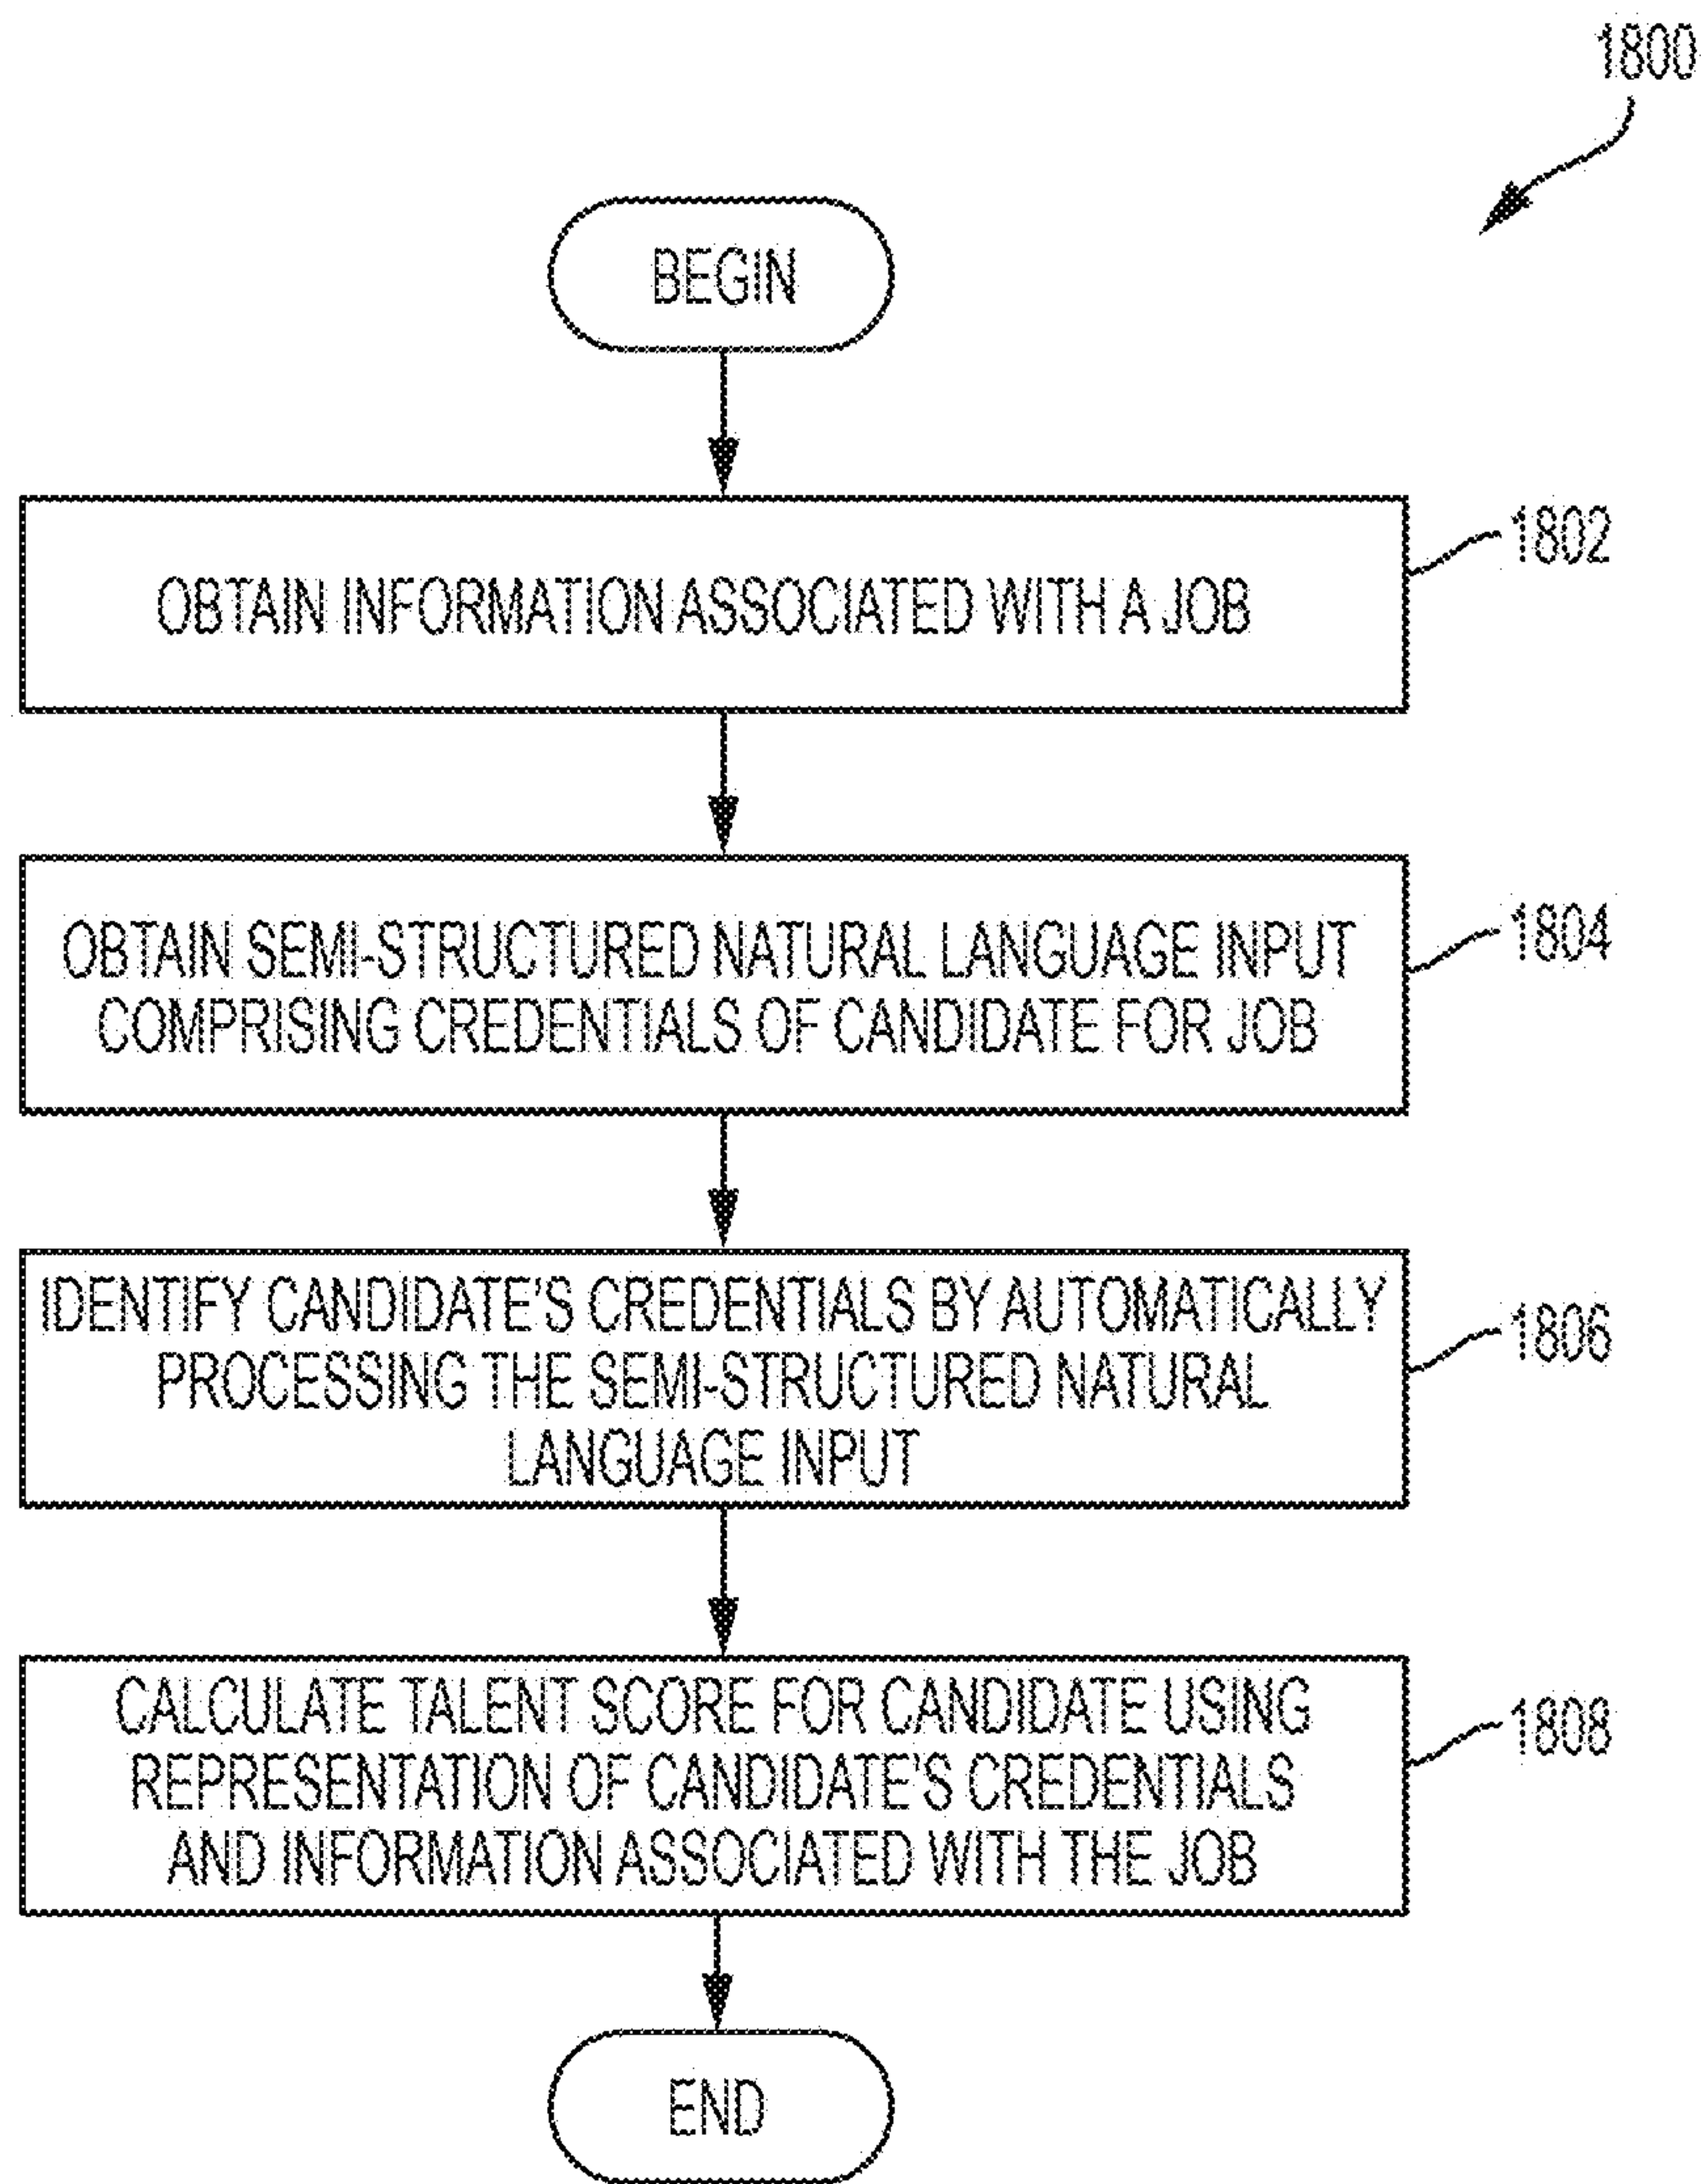 1800
BEGIN
OBTAIN INFORMATION ASSOCIATED WITH A JOB
1802
OBTAIN SEMI-STRUCTURED NATURAL LANGUAGE INPUT
COMPRISING CREDENTIALS OF CANDIDATE FOR JOB
1804
IDENTIFY CANDIDATE'S CREDENTIALS BY AUTOMATICALLY
PROCESSING THE SEMI-STRUCTURED NATURAL
LANGUAGE INPUT
1806
CALCULATE TALENT SCORE FOR CANDIDATE USING
REPRESENTATION OF CANDIDATE'S CREDENTIALS
AND INFORMATION ASSOCIATED WITH THE JOB
1808
END